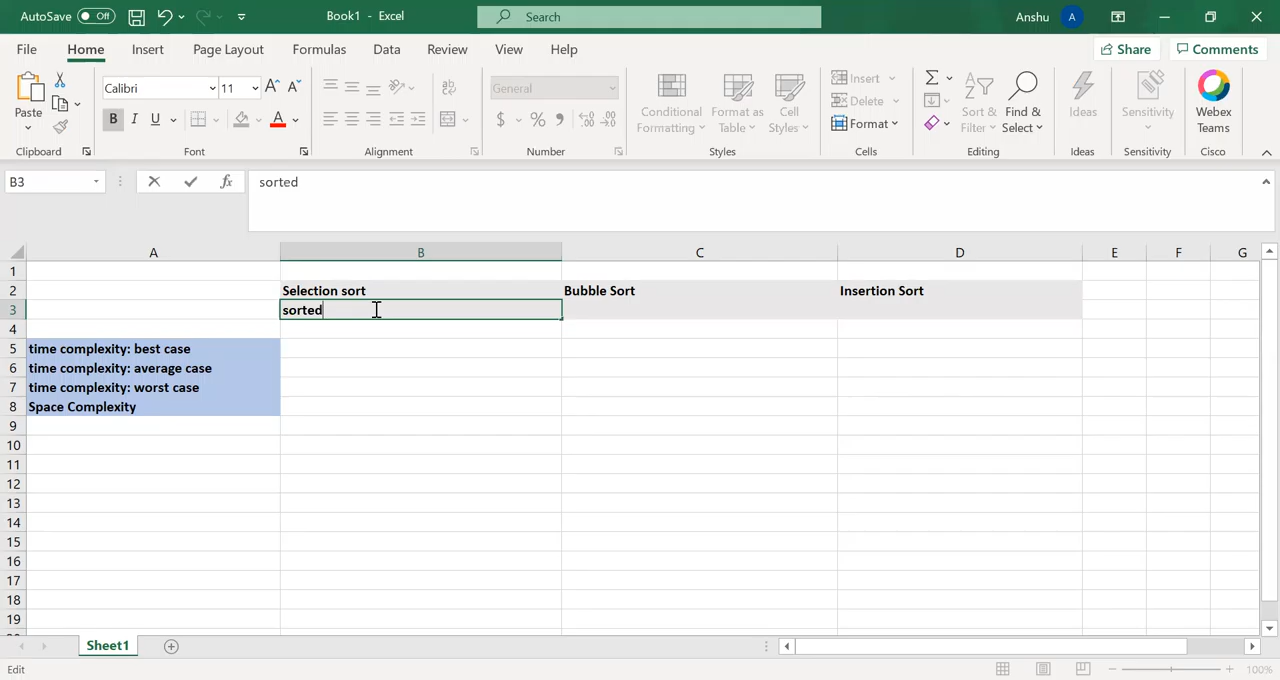 AutoSave Off Book1 - Excel Search Anshu A
File Home Insert Page Layout Formulas Data Review View Help Share Comments
Paste Calibri 11 General Conditional Formatting Format as Table Cell Styles Insert Delete Format Sort & Filter Find & Select Ideas Sensitivity Webex Teams
Clipboard Font Alignment Number Styles Cells Editing Ideas Sensitivity Cisco
B3 fx sorted
A B C D E F G
1
2 Selection sort Bubble Sort Insertion Sort
3 sorted
4
5 time complexity: best case
6 time complexity: average case
7 time complexity: worst case
8 Space Complexity
9
10
11
12
13
14
15
16
17
18
19
Sheet1
Edit 100%